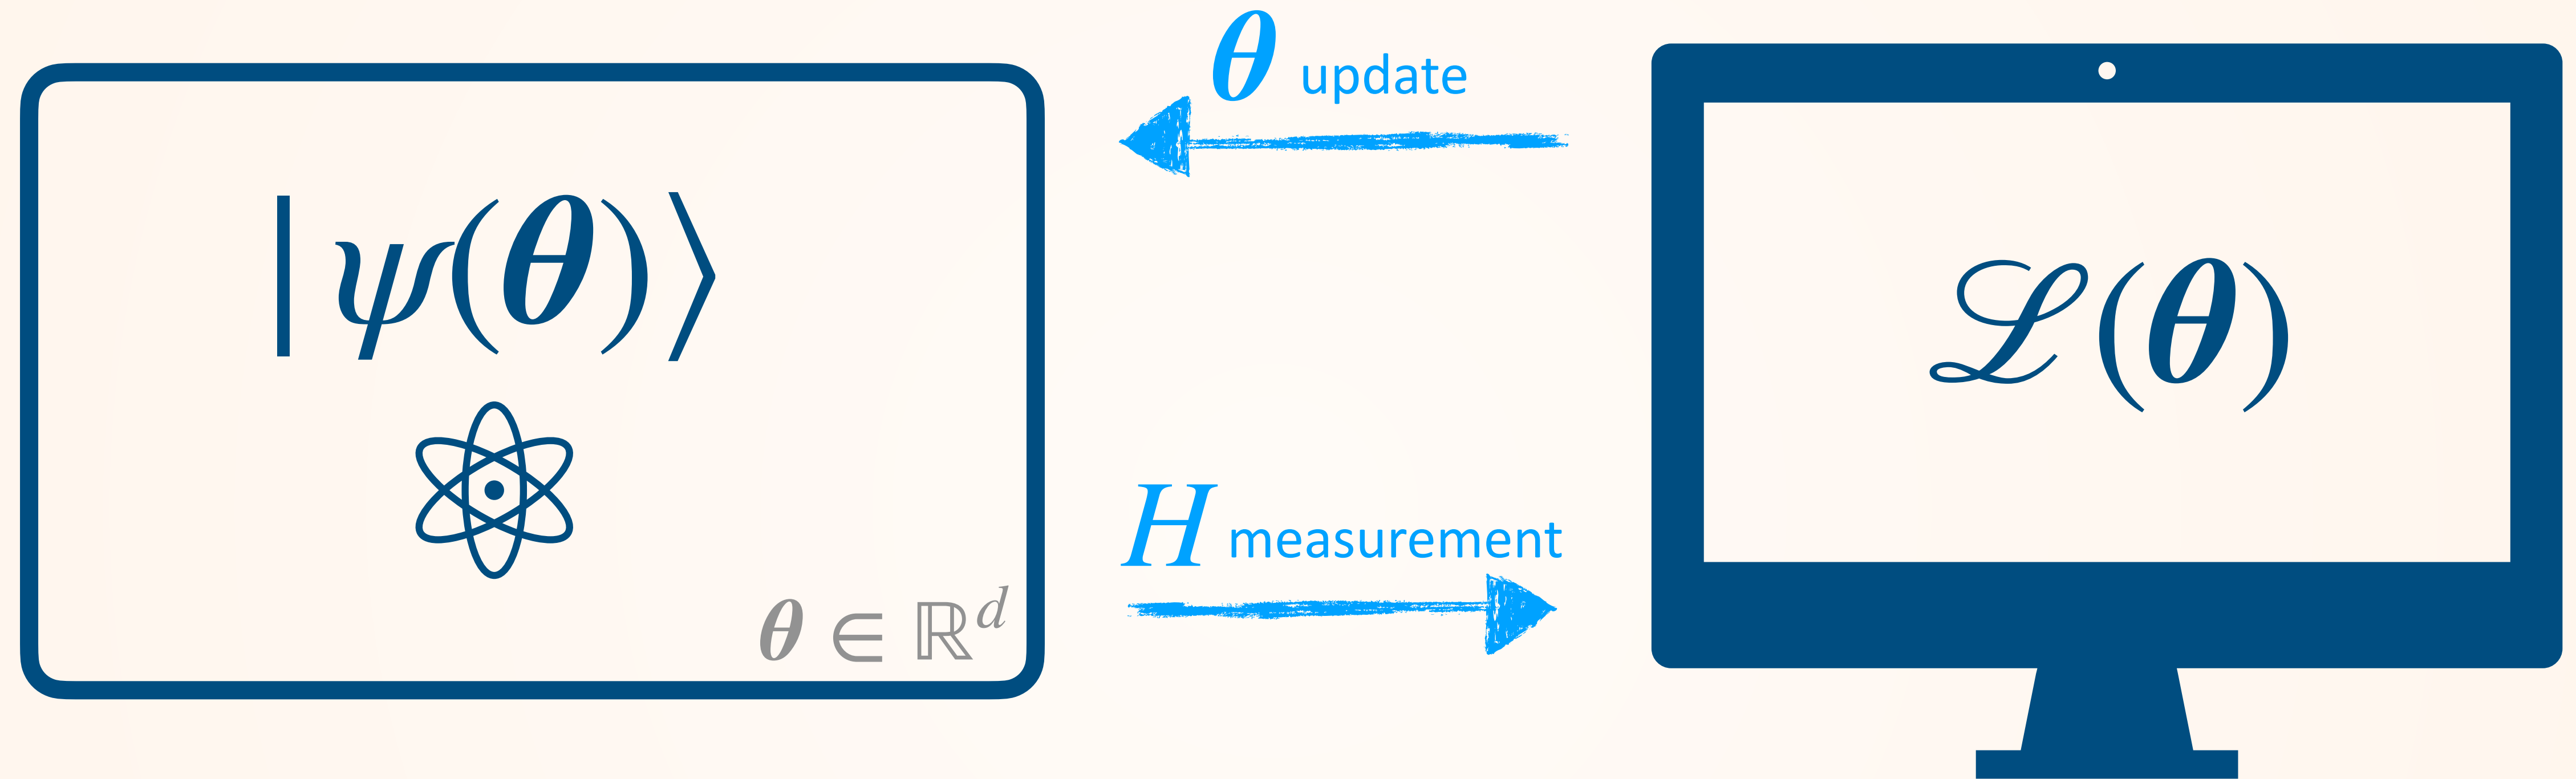 |ψ(θ)⟩
θ ∈ ℝ^d
θ update
H measurement
ℒ(θ)